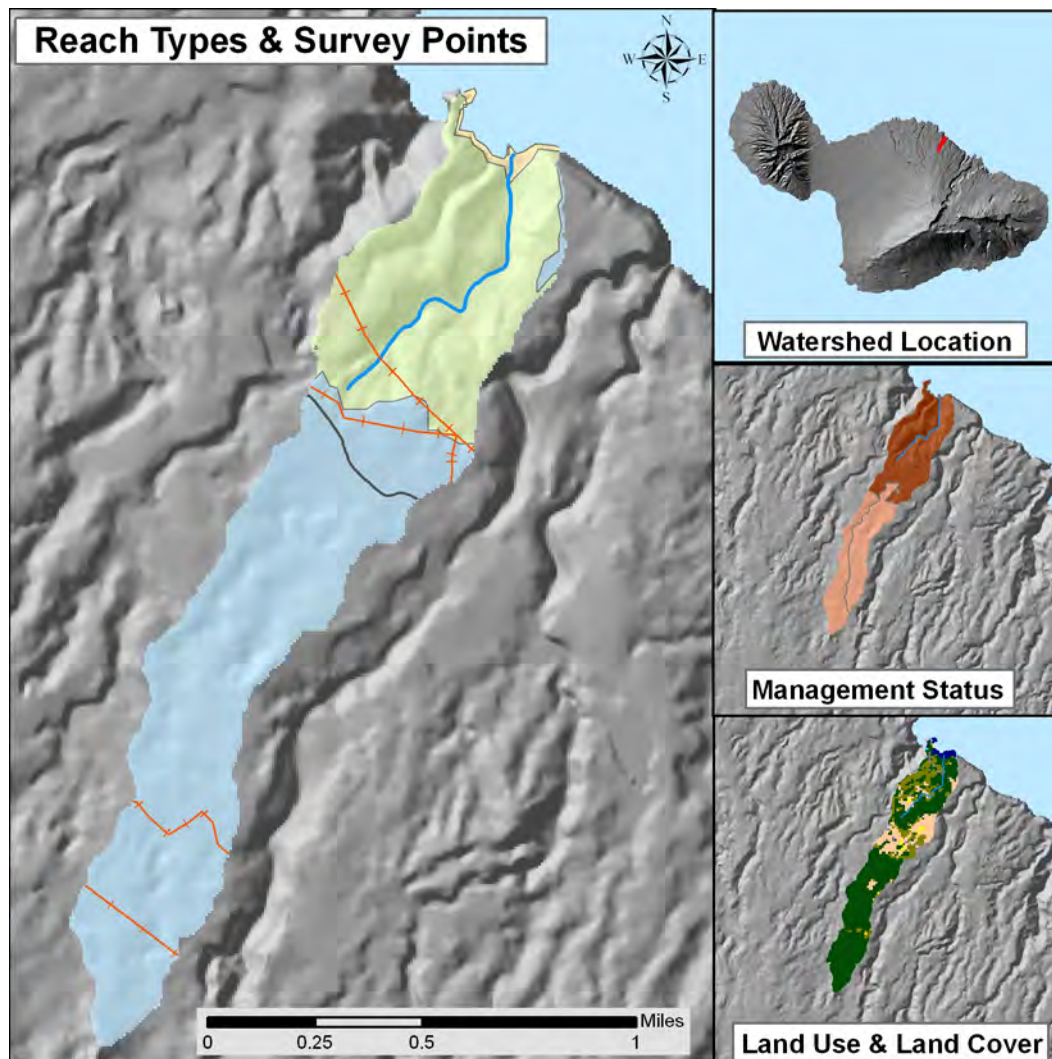 Reach Types & Survey Points
N
W E
S
Watershed Location
Management Status
Land Use & Land Cover
Miles
0 0.25 0.5 1